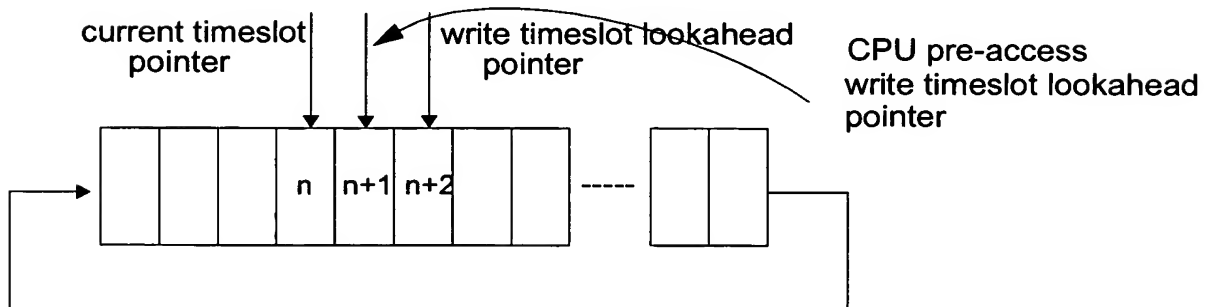 current timeslot
pointer
write timeslot lookahead
pointer
CPU pre-access
write timeslot lookahead
pointer
n n+1 n+2